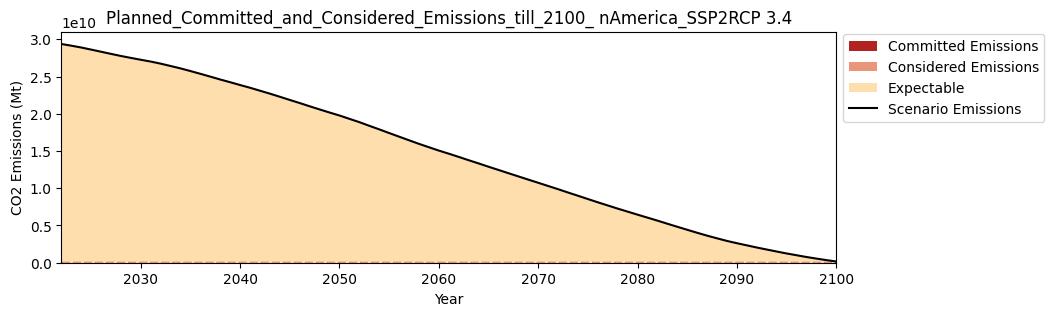 Planned_Committed_and_Considered_Emissions_till_2100_ nAmerica_SSP2RCP 3.4
1e10
3.0
2.5
2.0
1.5
1.0
0.5
0.0
CO2 Emissions (Mt)
2030 2040 2050 2060 2070 2080 2090 2100
Year
Committed Emissions
Considered Emissions
Expectable
Scenario Emissions